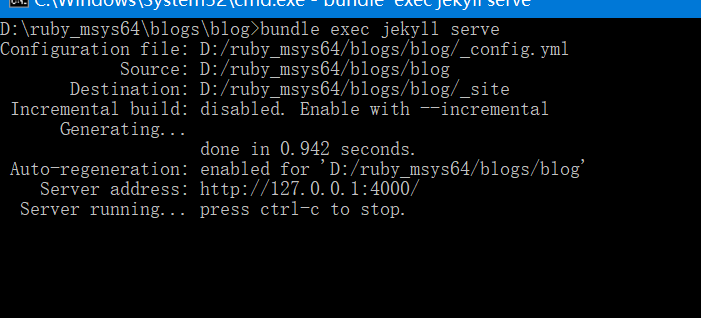 C:\Windows\System32\cmd.exe - bundle exec jekyll serve
D:\ruby_msys64\blogs\blog>bundle exec jekyll serve
Configuration file: D:/ruby_msys64/blogs/blog/_config.yml
Source: D:/ruby_msys64/blogs/blog
Destination: D:/ruby_msys64/blogs/blog/_site
Incremental build: disabled. Enable with --incremental
Generating...
done in 0.942 seconds.
Auto-regeneration: enabled for 'D:/ruby_msys64/blogs/blog'
Server address: http://127.0.0.1:4000/
Server running... press ctrl-c to stop.